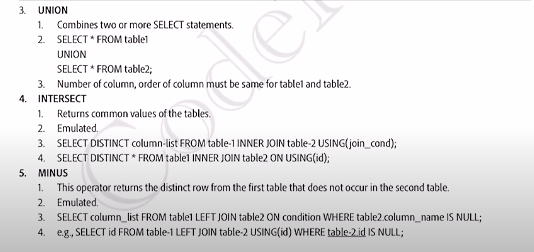 3. UNION
1. Combines two or more SELECT statements.
2. SELECT * FROM table1
UNION
SELECT * FROM table2;
3. Number of column, order of column must be same for table1 and table2.
4. INTERSECT
1. Returns common values of the tables.
2. Emulated.
3. SELECT DISTINCT column-list FROM table-1 INNER JOIN table-2 USING(join_cond);
4. SELECT DISTINCT * FROM table1 INNER JOIN table2 ON USING(id);
5. MINUS
1. This operator returns the distinct row from the first table that does not occur in the second table.
2. Emulated.
3. SELECT column_list FROM table1 LEFT JOIN table2 ON condition WHERE table2.column_name IS NULL;
4. e.g., SELECT id FROM table-1 LEFT JOIN table-2 USING(id) WHERE table-2.id IS NULL;